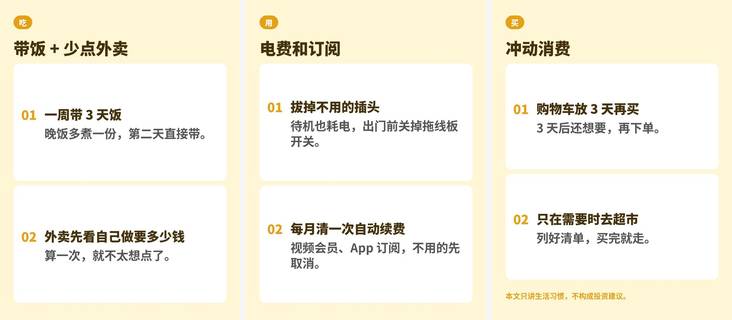 吃
带饭 + 少点外卖
01 一周带 3 天饭
晚饭多煮一份，第二天直接带。
02 外卖先看自己做要多少钱
算一次，就不太想点了。
用
电费和订阅
01 拔掉不用的插头
待机也耗电，出门前关掉拖线板
开关。
02 每月清一次自动续费
视频会员、App 订阅，不用的先
取消。
买
冲动消费
01 购物车放 3 天再买
3 天后还想要，再下单。
02 只在需要时去超市
列好清单，买完就走。
本文只讲生活习惯，不构成投资建议。